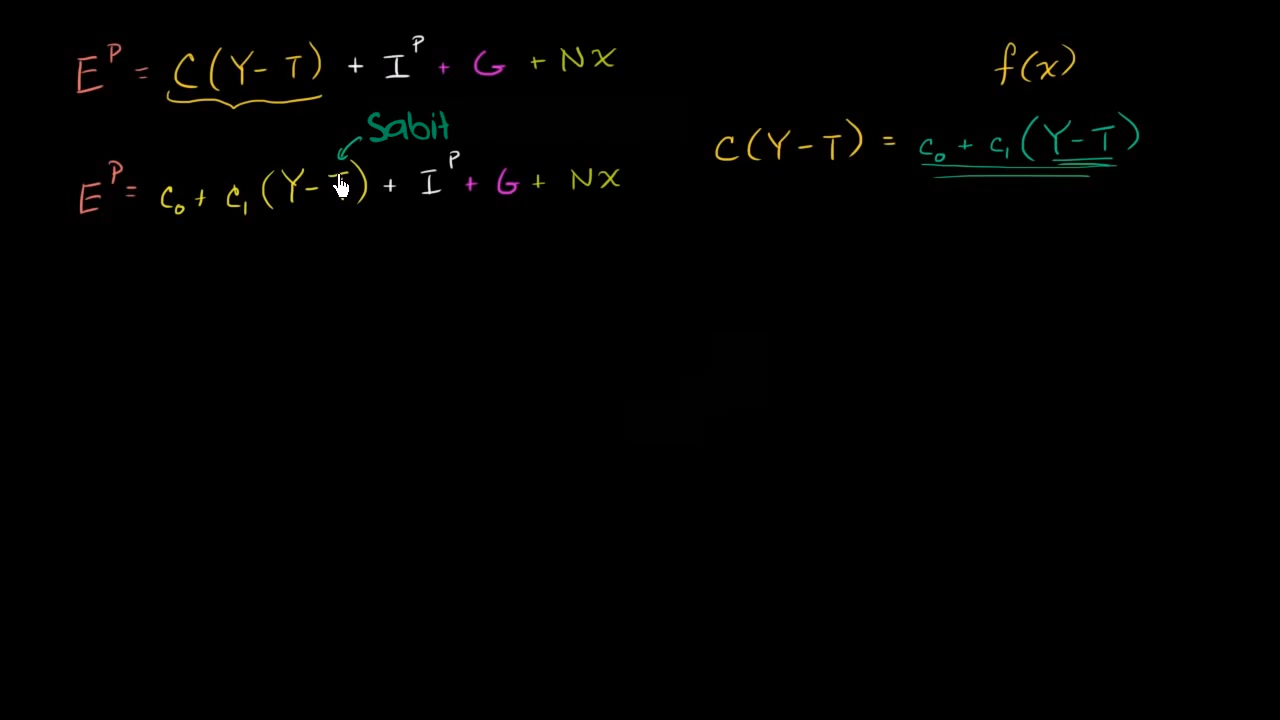 E^P = C(Y-T) + I^P + G + NX
f(x)
Sabit
C(Y-T) = c₀ + c₁(Y-T)
E^P = c₀ + c₁(Y-T) + I^P + G + NX